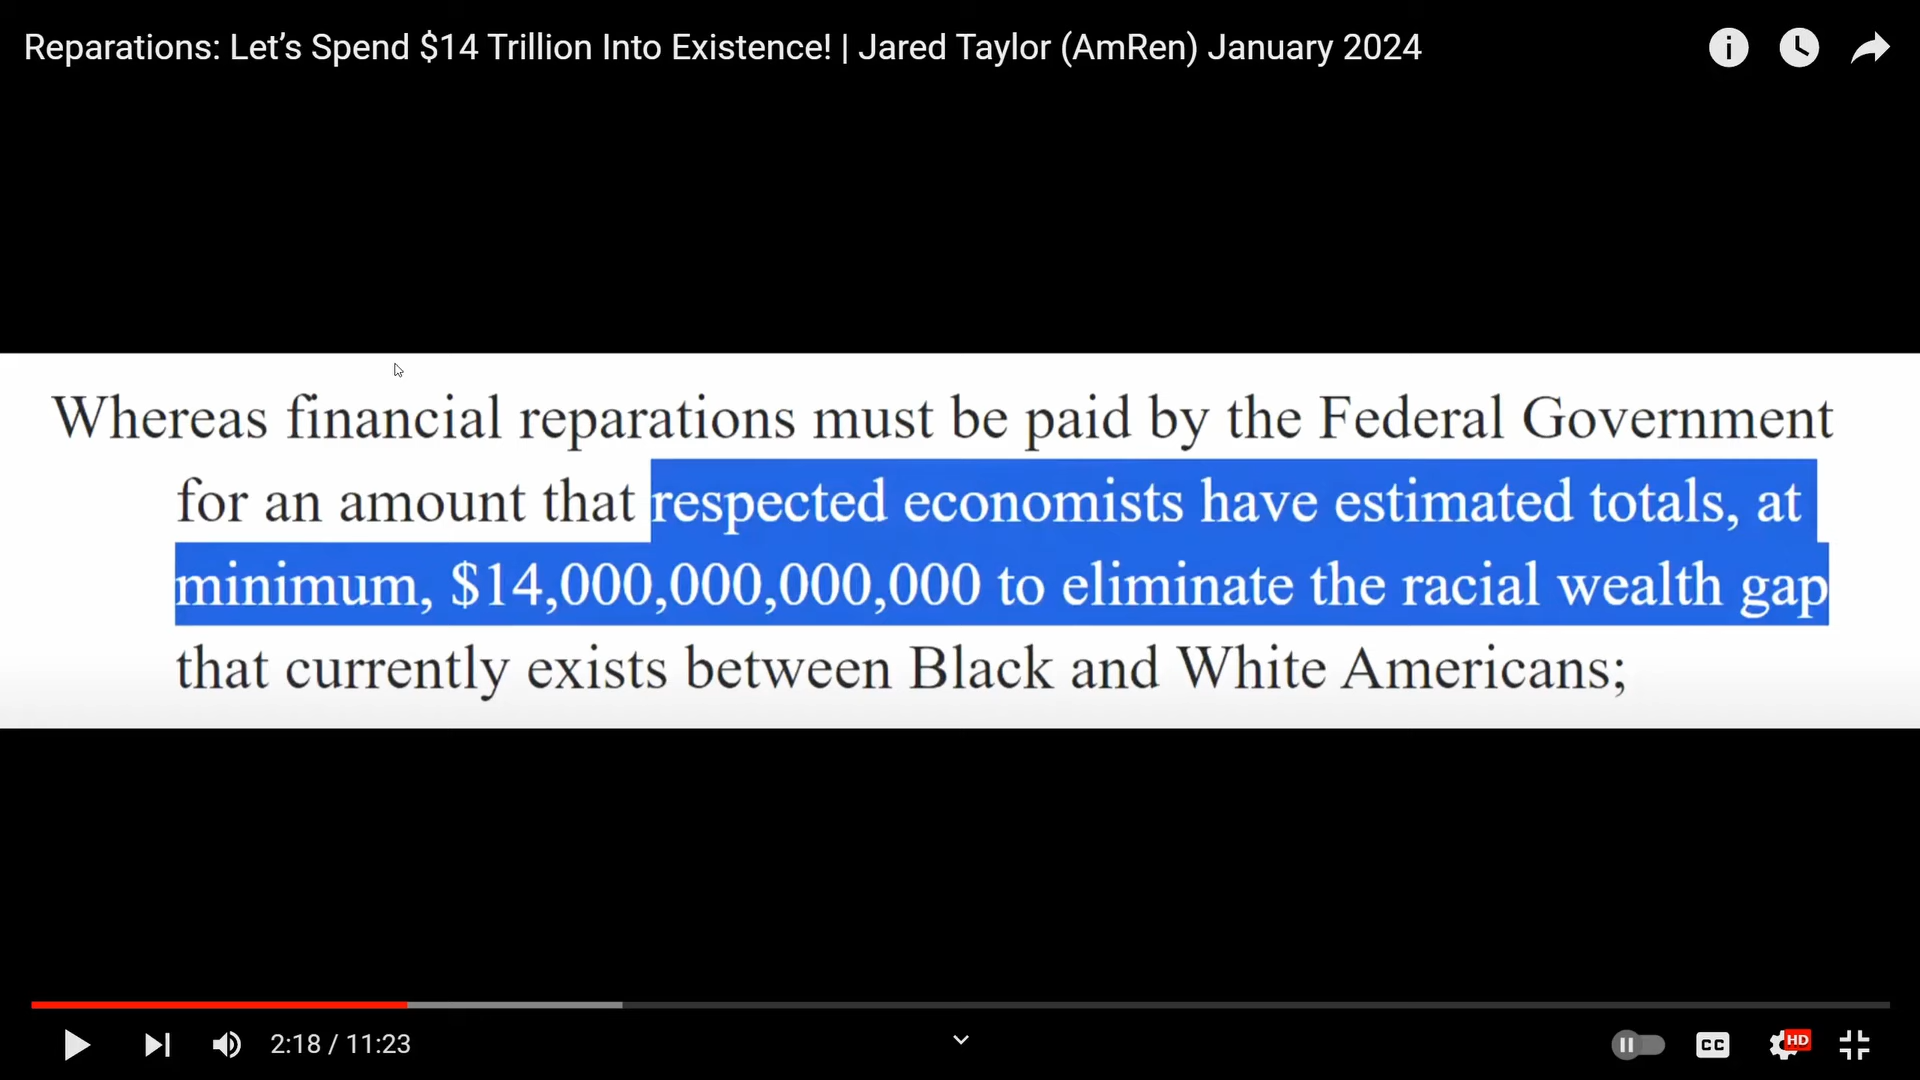 Reparations: Let’s Spend $14 Trillion Into Existence! | Jared Taylor (AmRen) January 2024
Whereas financial reparations must be paid by the Federal Government
for an amount that respected economists have estimated totals, at
minimum, $14,000,000,000,000 to eliminate the racial wealth gap
that currently exists between Black and White Americans;
2:18 / 11:23
CC
HD